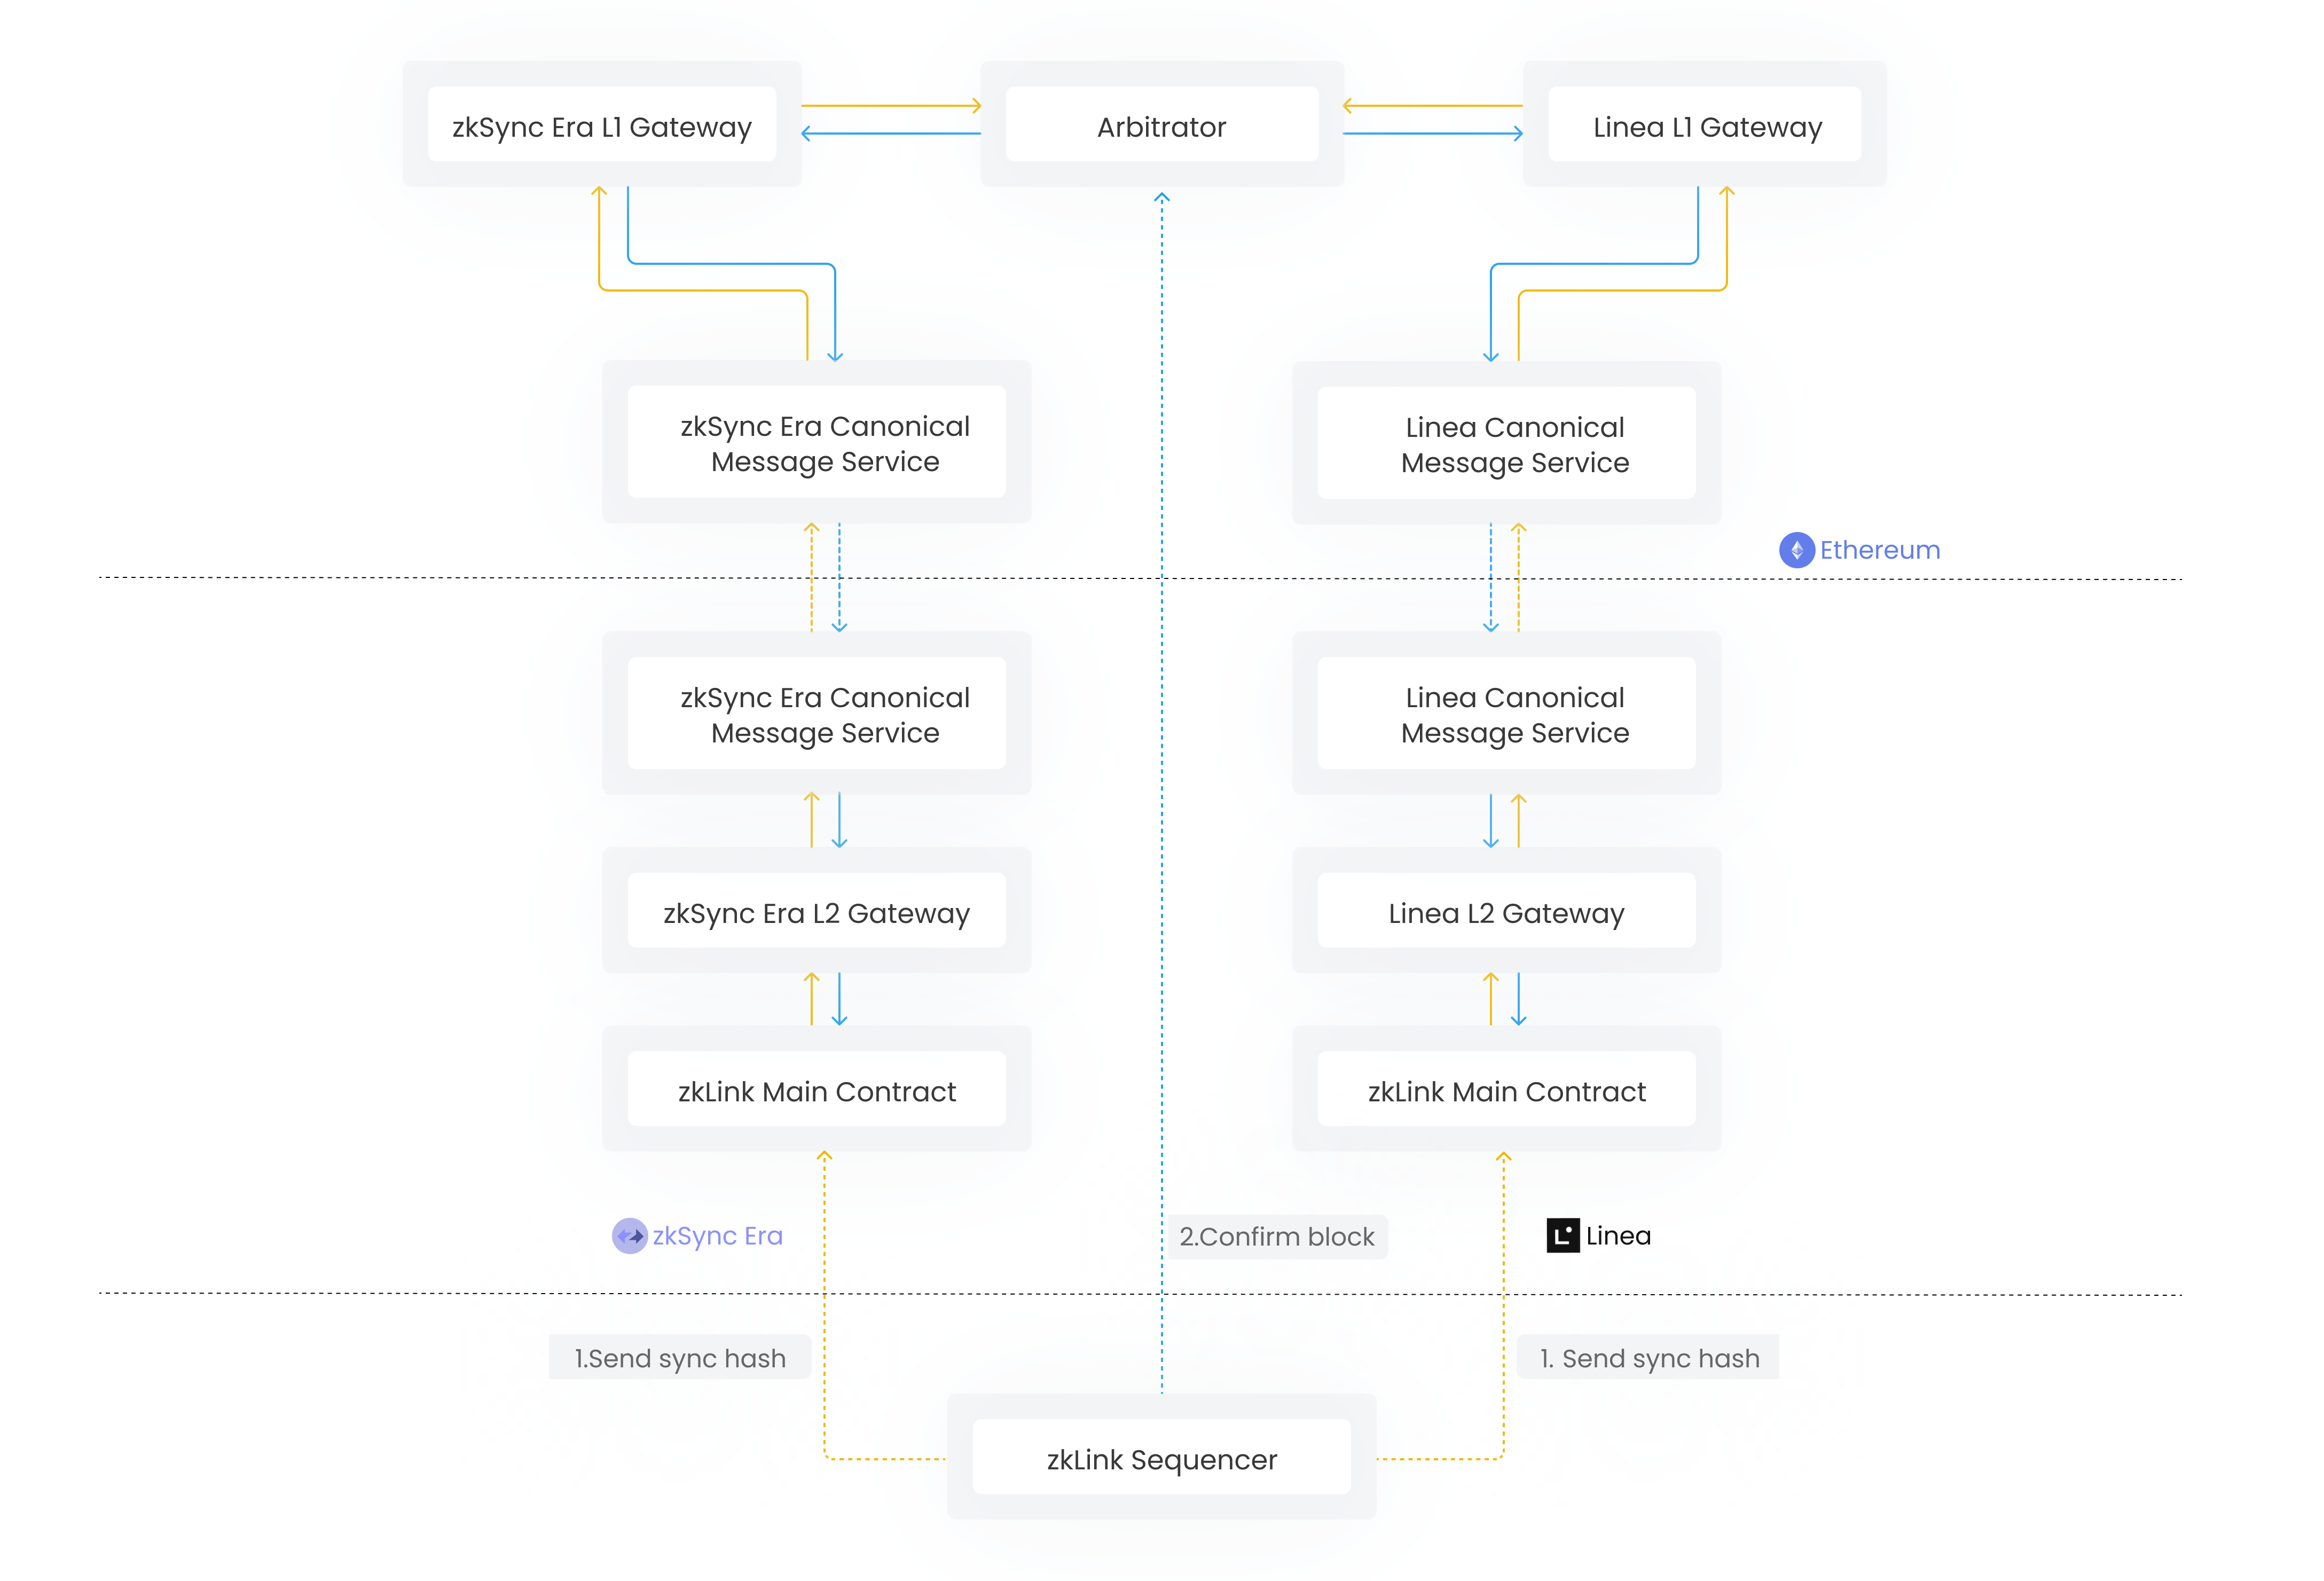 zkSync Era L1 Gateway
Arbitrator
Linea L1 Gateway
zkSync Era Canonical
Message Service
Linea Canonical
Message Service
Ethereum
zkSync Era Canonical
Message Service
Linea Canonical
Message Service
zkSync Era L2 Gateway
Linea L2 Gateway
zkLink Main Contract
zkLink Main Contract
zkSync Era
2.Confirm block
Linea
1.Send sync hash
1. Send sync hash
zkLink Sequencer